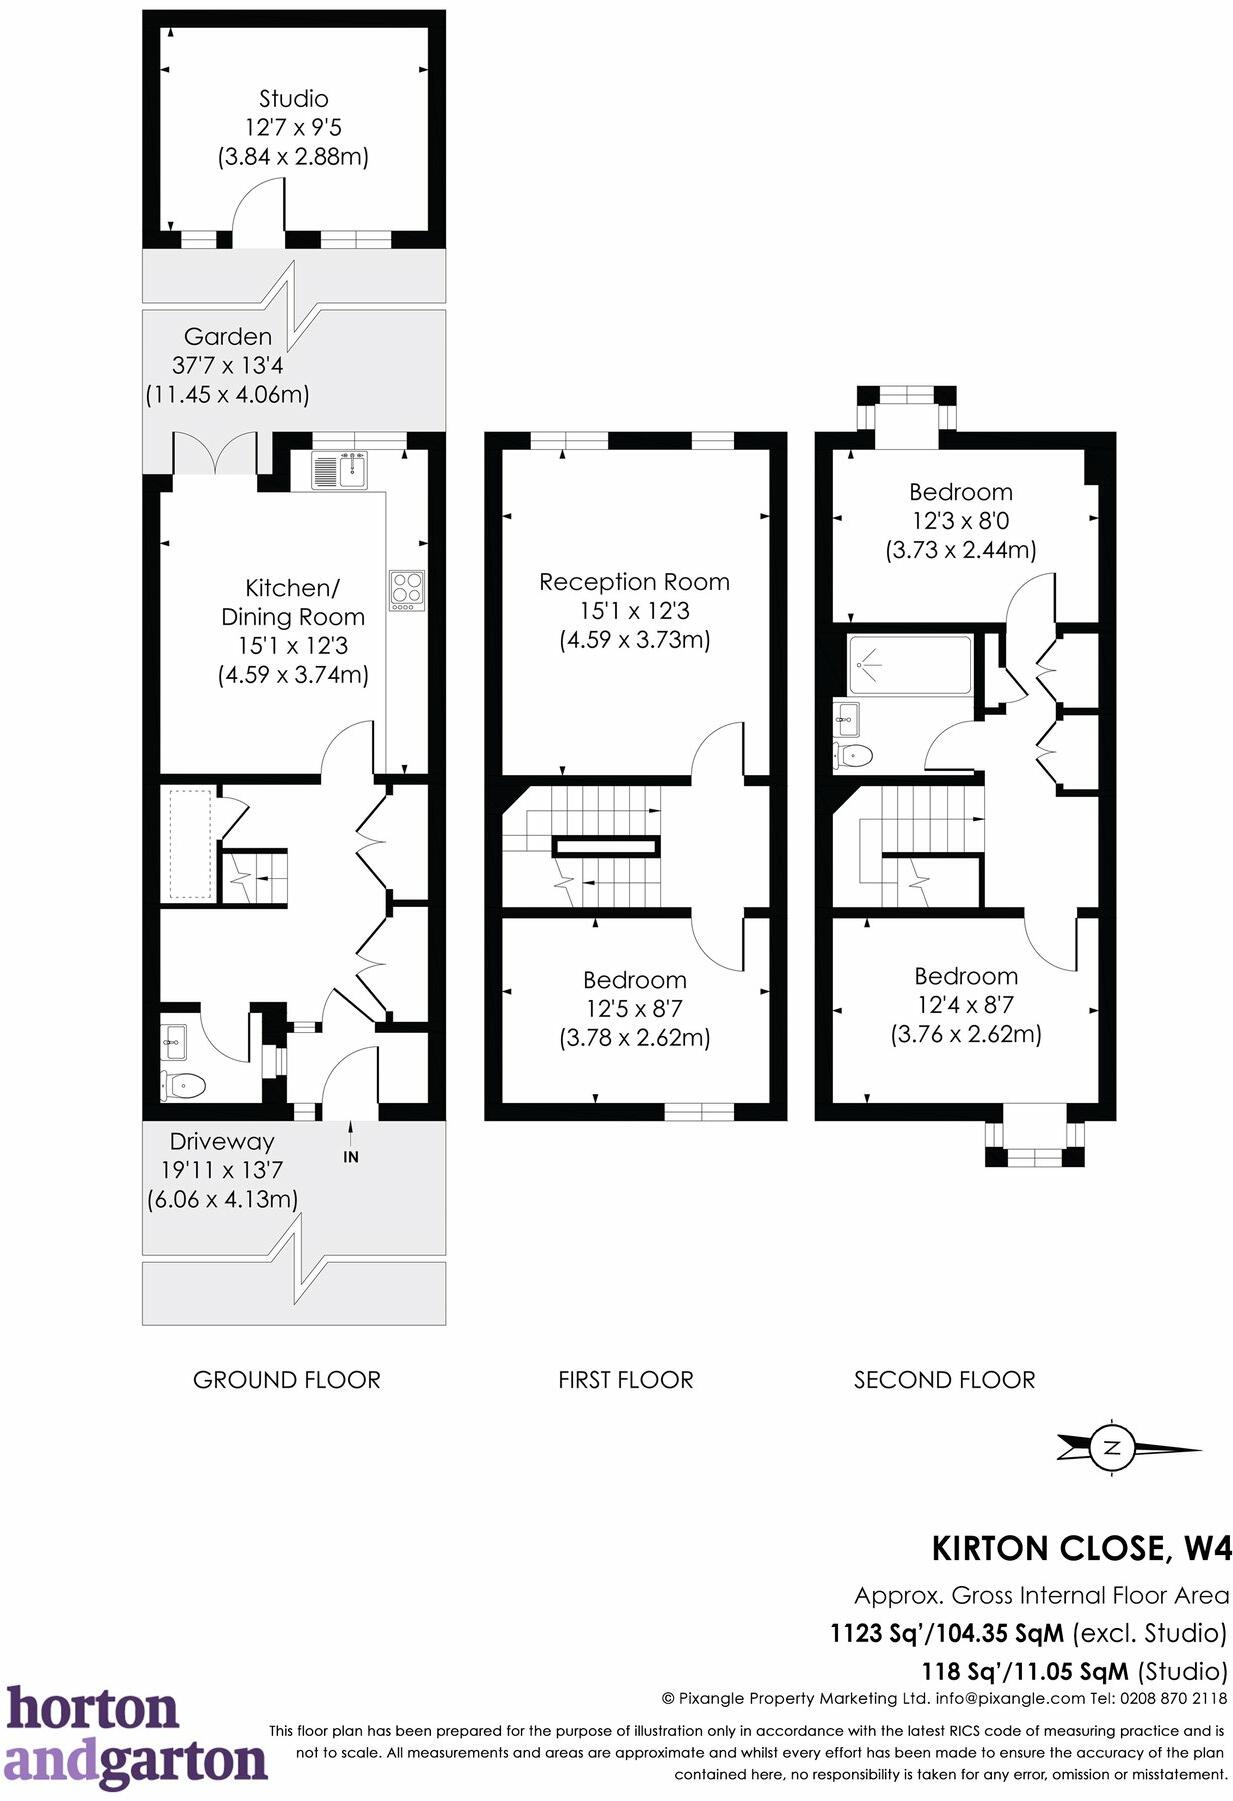 Studio
12'7 x 9'5
(3.84 x 2.88m)
Garden
37'7 x 13'4
(11.45 x 4.06m)
Kitchen/
Dining Room
15'1 x 12'3
(4.59 x 3.74m)
Reception Room
15'1 x 12'3
(4.59 x 3.73m)
Bedroom
12'3 x 8'0
(3.73 x 2.44m)
Bedroom
12'5 x 8'7
(3.78 x 2.62m)
Bedroom
12'4 x 8'7
(3.76 x 2.62m)
Driveway
19'11 x 13'7
(6.06 x 4.13m)
IN
GROUND FLOOR
FIRST FLOOR
SECOND FLOOR
N
KIRTON CLOSE, W4
Approx. Gross Internal Floor Area
1123 Sq'/104.35 SqM (excl. Studio)
118 Sq'/11.05 SqM (Studio)
© Pixangle Property Marketing Ltd. info@pixangle.com Tel: 0208 870 2118
This floor plan has been prepared for the purpose of illustration only in accordance with the latest RICS code of measuring practice and is
not to scale. All measurements and areas are approximate and whilst every effort has been made to ensure the accuracy of the plan
contained here, no responsibility is taken for any error, omission or misstatement.
horton
andgarton